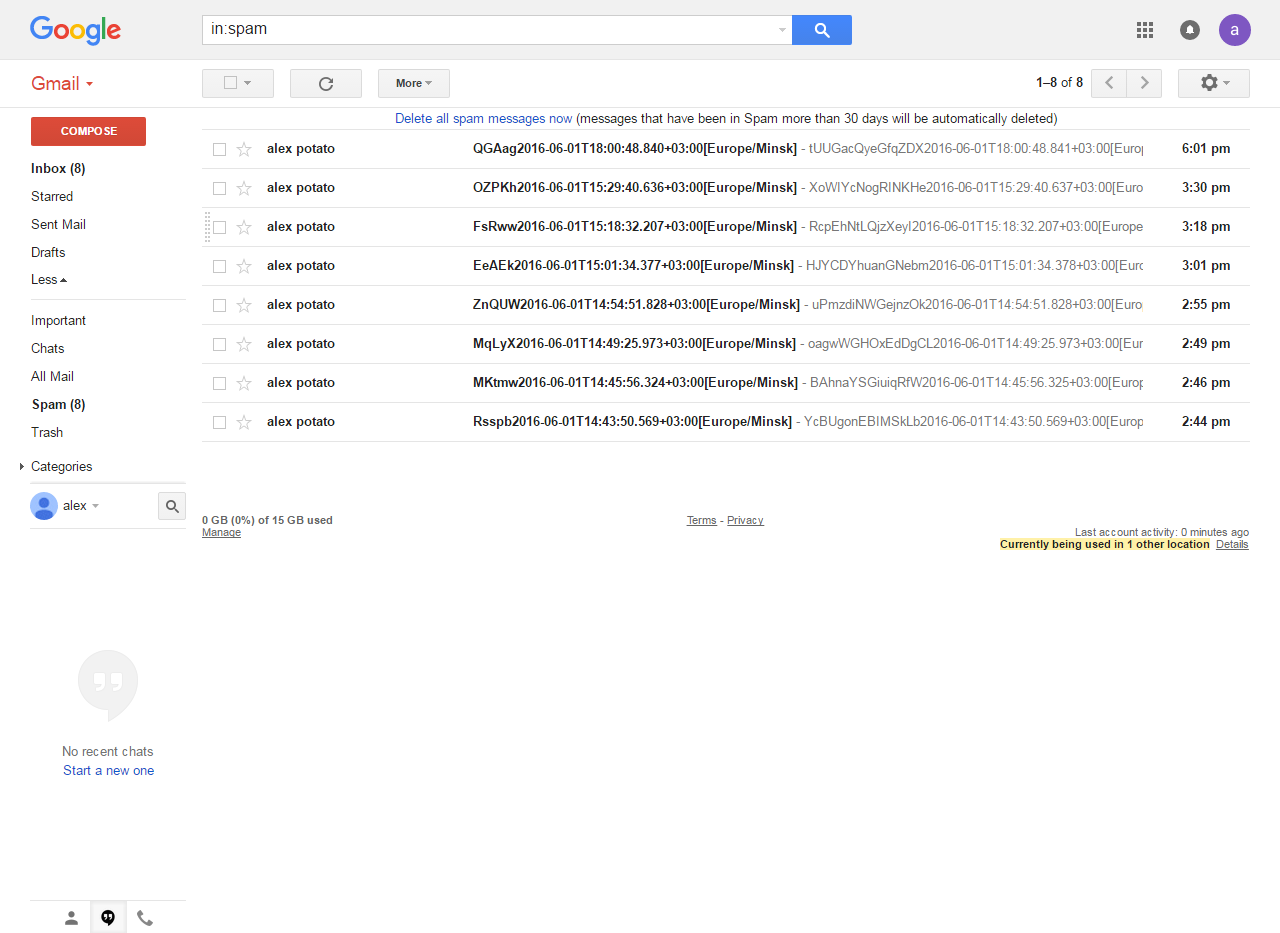 Google
in:spam
a
Gmail
More
1–8 of 8
COMPOSE
Delete all spam messages now (messages that have been in Spam more than 30 days will be automatically deleted)
Inbox (8)
Starred
Sent Mail
Drafts
Less
Important
Chats
All Mail
Spam (8)
Trash
Categories
alex
alex potato QGAag2016-06-01T18:00:48.840+03:00[Europe/Minsk] - tUUGacQyeGfqZDX2016-06-01T18:00:48.841+03:00[Europ 6:01 pm
alex potato OZPKh2016-06-01T15:29:40.636+03:00[Europe/Minsk] - XoWIYcNogRINKHe2016-06-01T15:29:40.637+03:00[Euro 3:30 pm
alex potato FsRww2016-06-01T15:18:32.207+03:00[Europe/Minsk] - RcpEhNtLQjzXeyI2016-06-01T15:18:32.207+03:00[Europe 3:18 pm
alex potato EeAEk2016-06-01T15:01:34.377+03:00[Europe/Minsk] - HJYCDYhuanGNebm2016-06-01T15:01:34.378+03:00[Euro 3:01 pm
alex potato ZnQUW2016-06-01T14:54:51.828+03:00[Europe/Minsk] - uPmzdiNWGejnzOk2016-06-01T14:54:51.828+03:00[Euro 2:55 pm
alex potato MqLyX2016-06-01T14:49:25.973+03:00[Europe/Minsk] - oagwWGHOxEdDgCL2016-06-01T14:49:25.973+03:00[Eur 2:49 pm
alex potato MKtmw2016-06-01T14:45:56.324+03:00[Europe/Minsk] - BAhnaYSGiuiqRfW2016-06-01T14:45:56.325+03:00[Europ 2:46 pm
alex potato Rsspb2016-06-01T14:43:50.569+03:00[Europe/Minsk] - YcBUgonEBIMSkLb2016-06-01T14:43:50.569+03:00[Europ 2:44 pm
0 GB (0%) of 15 GB used
Manage
Terms - Privacy
Last account activity: 0 minutes ago
Currently being used in 1 other location Details
No recent chats
Start a new one